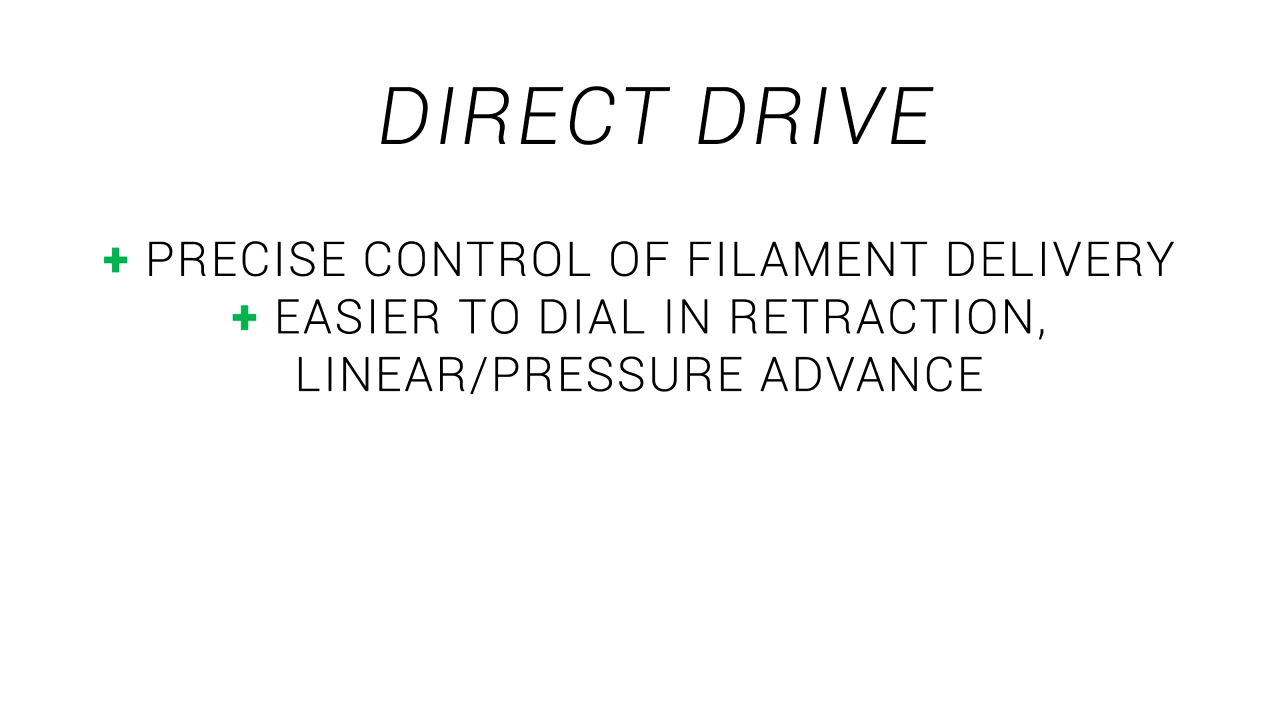 DIRECT DRIVE
+ PRECISE CONTROL OF FILAMENT DELIVERY
+ EASIER TO DIAL IN RETRACTION,
LINEAR/PRESSURE ADVANCE